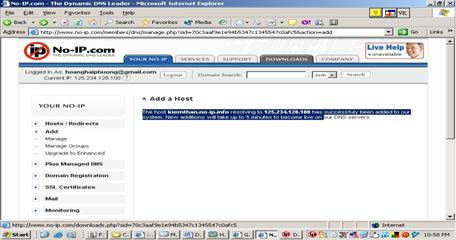 No-IP.com - The Dynamic DNS Leader - Microsoft Internet Explorer
File Edit View Favorites Tools Help
Address http://www.no-ip.com/members/dns/manage.php?sid=70c3aaf9e1e94b5347c1345547c0afc5&action=add
No-IP.com
THE DYNAMIC DNS LEADER
Live Help
unavailable
YOUR NO-IP SERVICES SUPPORT DOWNLOADS COMPANY
Logged In As: hoanghaiphuong@gmail.com Logout Domain Search: .com Go
Current IP: 125.234.128.100
YOUR NO-IP
Hosts / Redirects
Add
Manage
Manage Groups
Upgrade to Enhanced
Plus Managed DNS
Domain Registration
SSL Certificates
Mail
Monitoring
Add a Host
The host kiemthan.no-ip.info resolving to 125.234.128.100 has successfully been added to our
system. New additions will take up to 5 minutes to become live on our DNS servers.
http://www.no-ip.com/downloads.php?sid=70c3aaf9e1e94b5347c1345547c0afc5 Internet
Start 10:58 PM